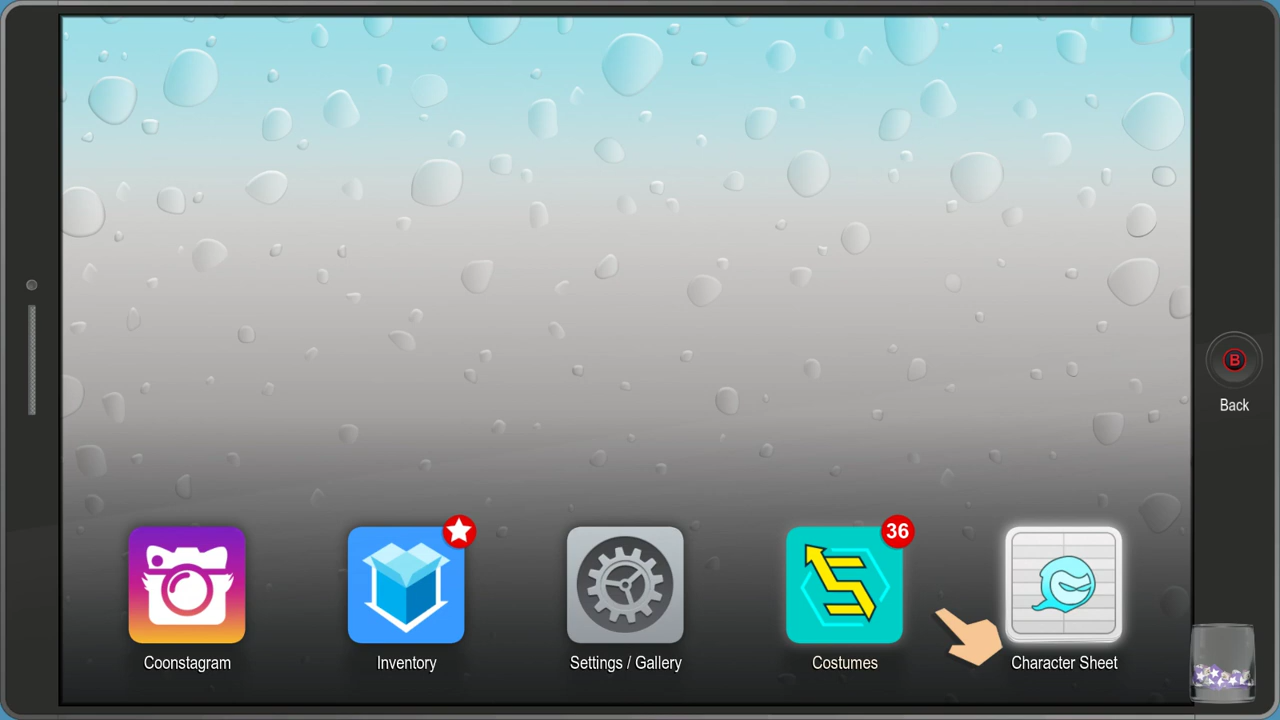 B
Back
36
Coonstagram
Inventory
Settings / Gallery
Costumes
Character Sheet